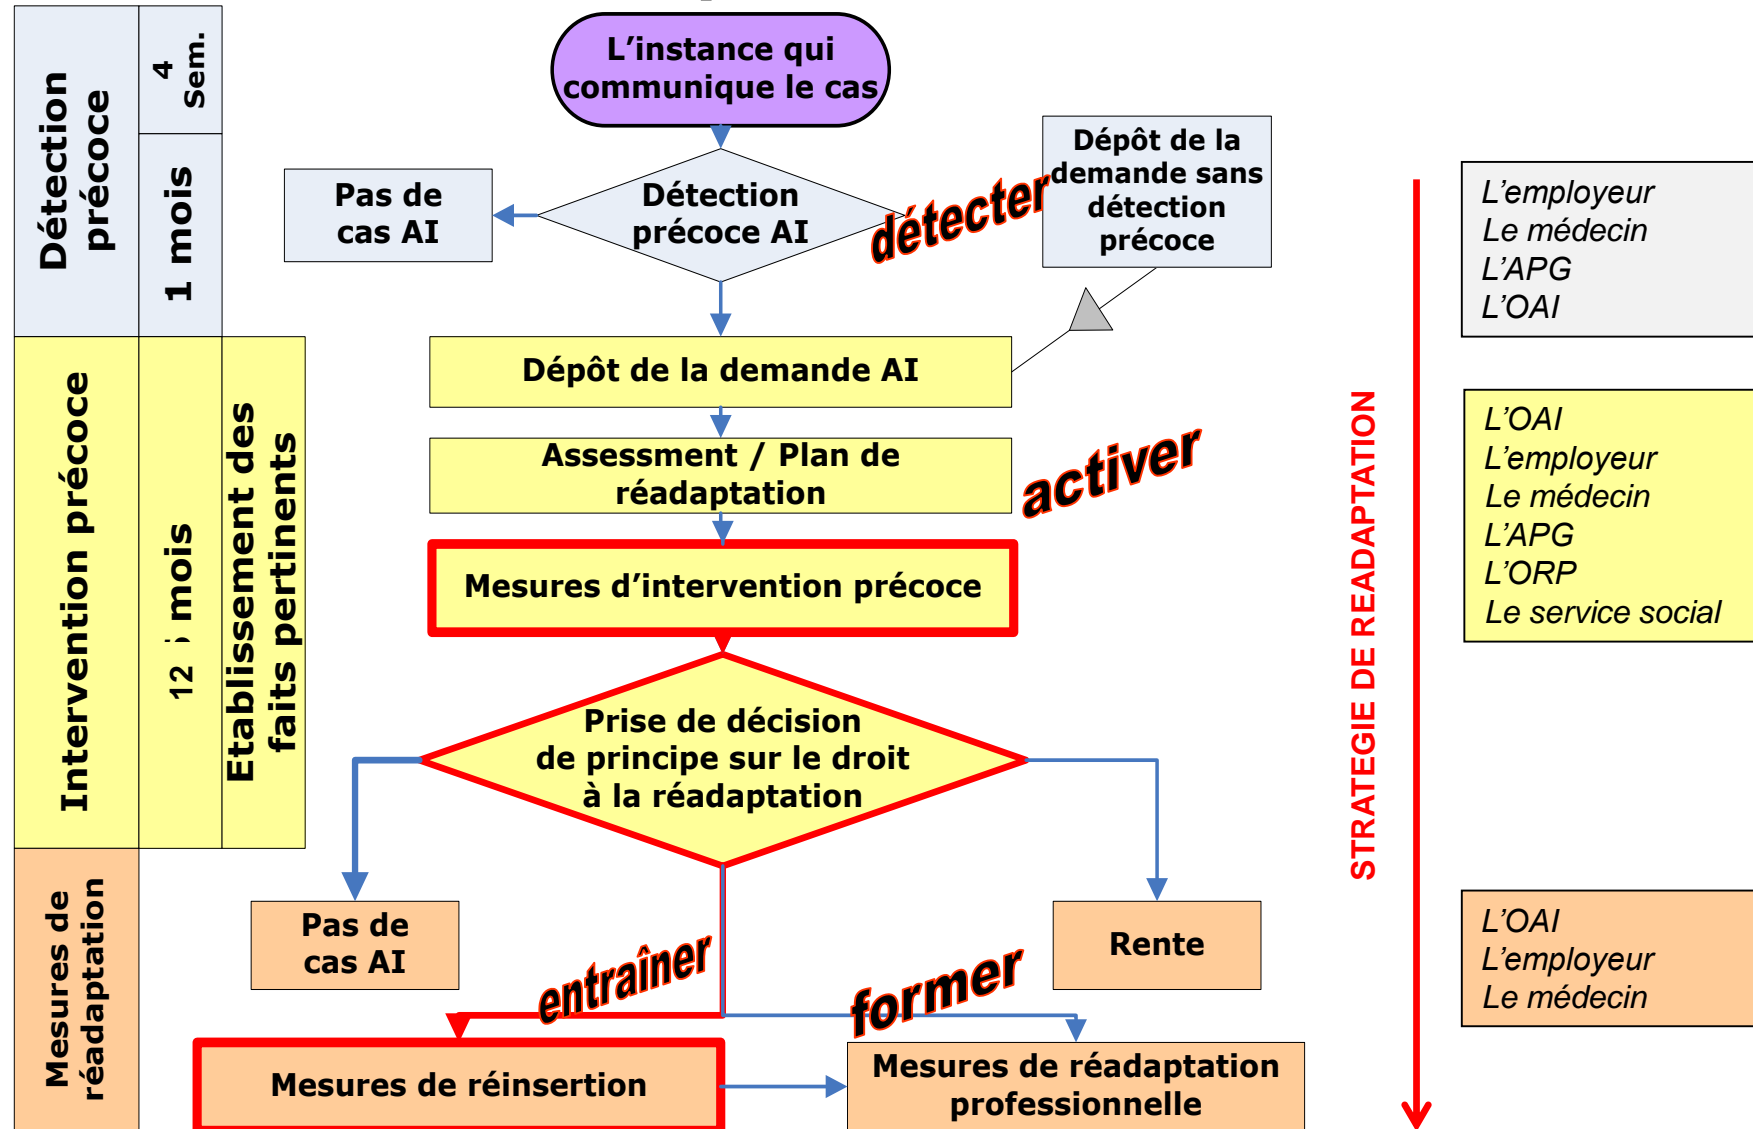 Détection
précoce
4
Sem.
1 mois
L'instance qui
communique le cas
Pas de
cas AI
Détection
précoce AI
détecter
Dépôt de la
demande sans
détection
précoce
L'employeur
Le médecin
L'APG
L'OAI
Intervention précoce
12
mois
Etablissement des
faits pertinents
Dépôt de la demande AI
Assessment / Plan de
réadaptation
activer
Mesures d'intervention précoce
Prise de décision
de principe sur le droit
à la réadaptation
STRATEGIE DE READAPTATION
L'OAI
L'employeur
Le médecin
L'APG
L'ORP
Le service social
Mesures de
réadaptation
Pas de
cas AI
entraîner
former
Rente
Mesures de réinsertion
Mesures de réadaptation
professionnelle
L'OAI
L'employeur
Le médecin